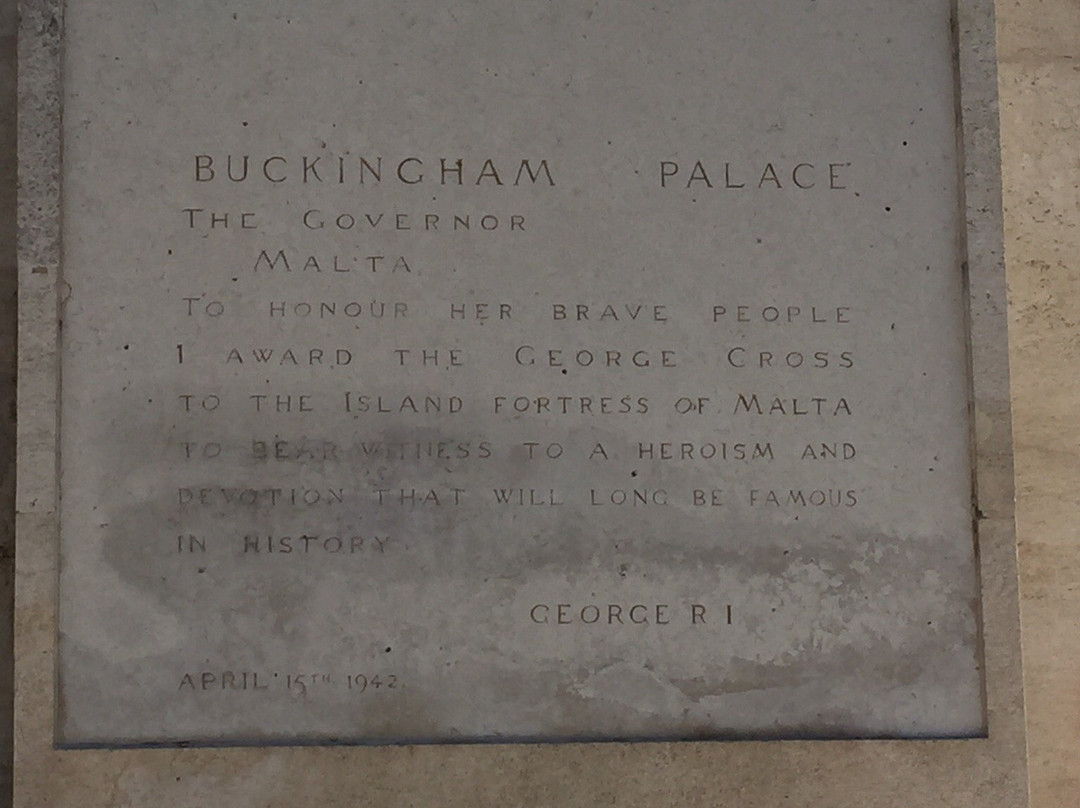 BUCKINGHAM PALACE.
THE GOVERNOR
MALTA
TO HONOUR HER BRAVE PEOPLE
I AWARD THE GEORGE CROSS
TO THE ISLAND FORTRESS OF MALTA
TO BEAR WITNESS TO A HEROISM AND
DEVOTION THAT WILL LONG BE FAMOUS
IN HISTORY.
GEORGE R I
APRIL 15TH 1942.